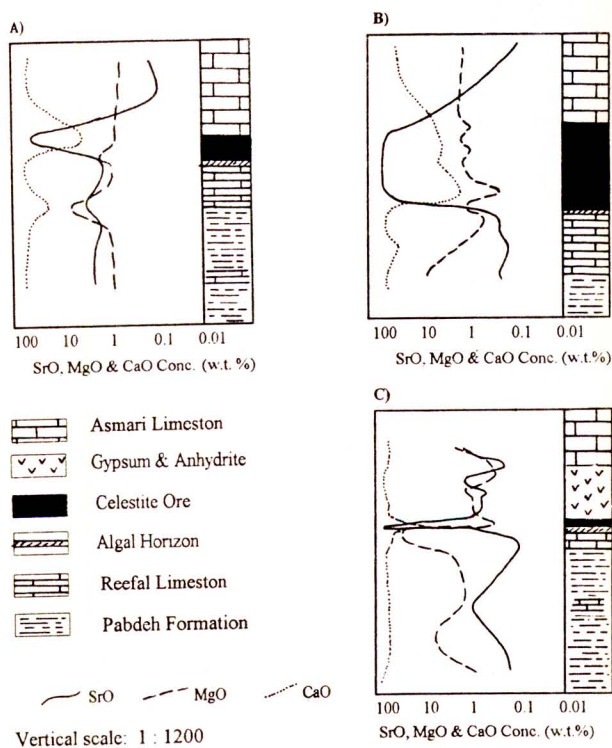 A)
B)
100 10 1 0.1 0.01
SrO, MgO & CaO Conc. (w.t. %)
100 10 1 0.1 0.01
SrO, MgO & CaO Conc. (w.t.%)
C)
Asmari Limeston
Gypsum & Anhydrite
Celestite Ore
Algal Horizon
Reefal Limeston
Pabdeh Formation
SrO MgO CaO
Vertical scale: 1 : 1200
100 10 1 0.1 0.01
SrO, MgO & CaO Conc. (w.t.%)